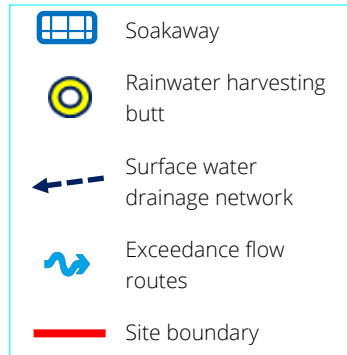 Soakaway
Rainwater harvesting
butt
Surface water
drainage network
Exceedance flow
routes
Site boundary